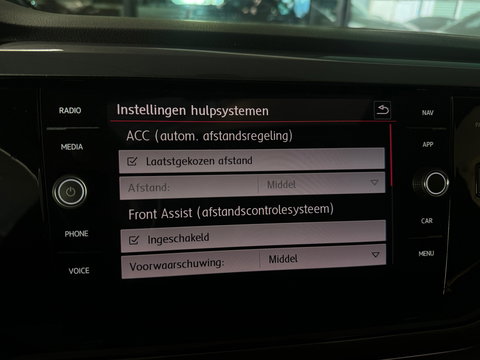 RADIO
MEDIA
PHONE
VOICE
Instellingen hulpsystemen
ACC (autom. afstandsregeling)
Laatstgekozen afstand
Afstand: Middel
Front Assist (afstandscontrolesysteem)
Ingeschakeld
Voorwaarschuwing: Middel
NAV
APP
CAR
MENU